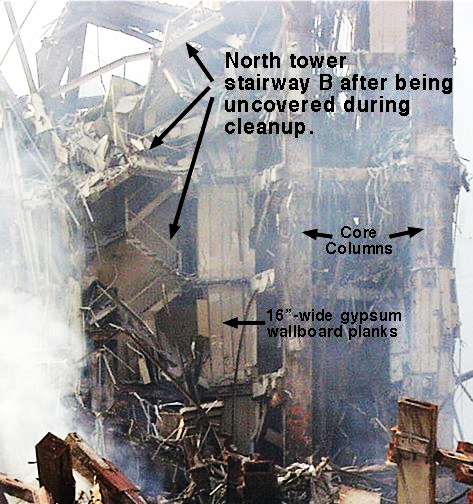 North tower
stairway B after being
uncovered during
cleanup.
Core
Columns
16"-wide gypsum
wallboard planks